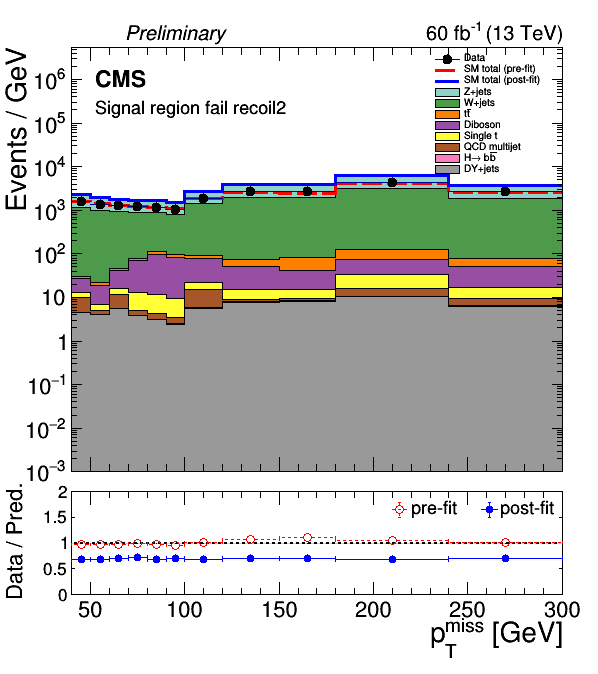 Preliminary 60 fb⁻¹ (13 TeV)
CMS
Signal region fail recoil2
Data
SM total (pre-fit)
SM total (post-fit)
Z+jets
W+jets
tt̅
Diboson
Single t
QCD multijet
H→ bb̅
DY+jets
Events / GeV
10⁶
10⁵
10⁴
10³
10²
10
1
10⁻¹
10⁻²
10⁻³
pre-fit post-fit
Data / Pred.
2
1.5
1
0.5
0
50 100 150 200 250 300
p_T^miss [GeV]